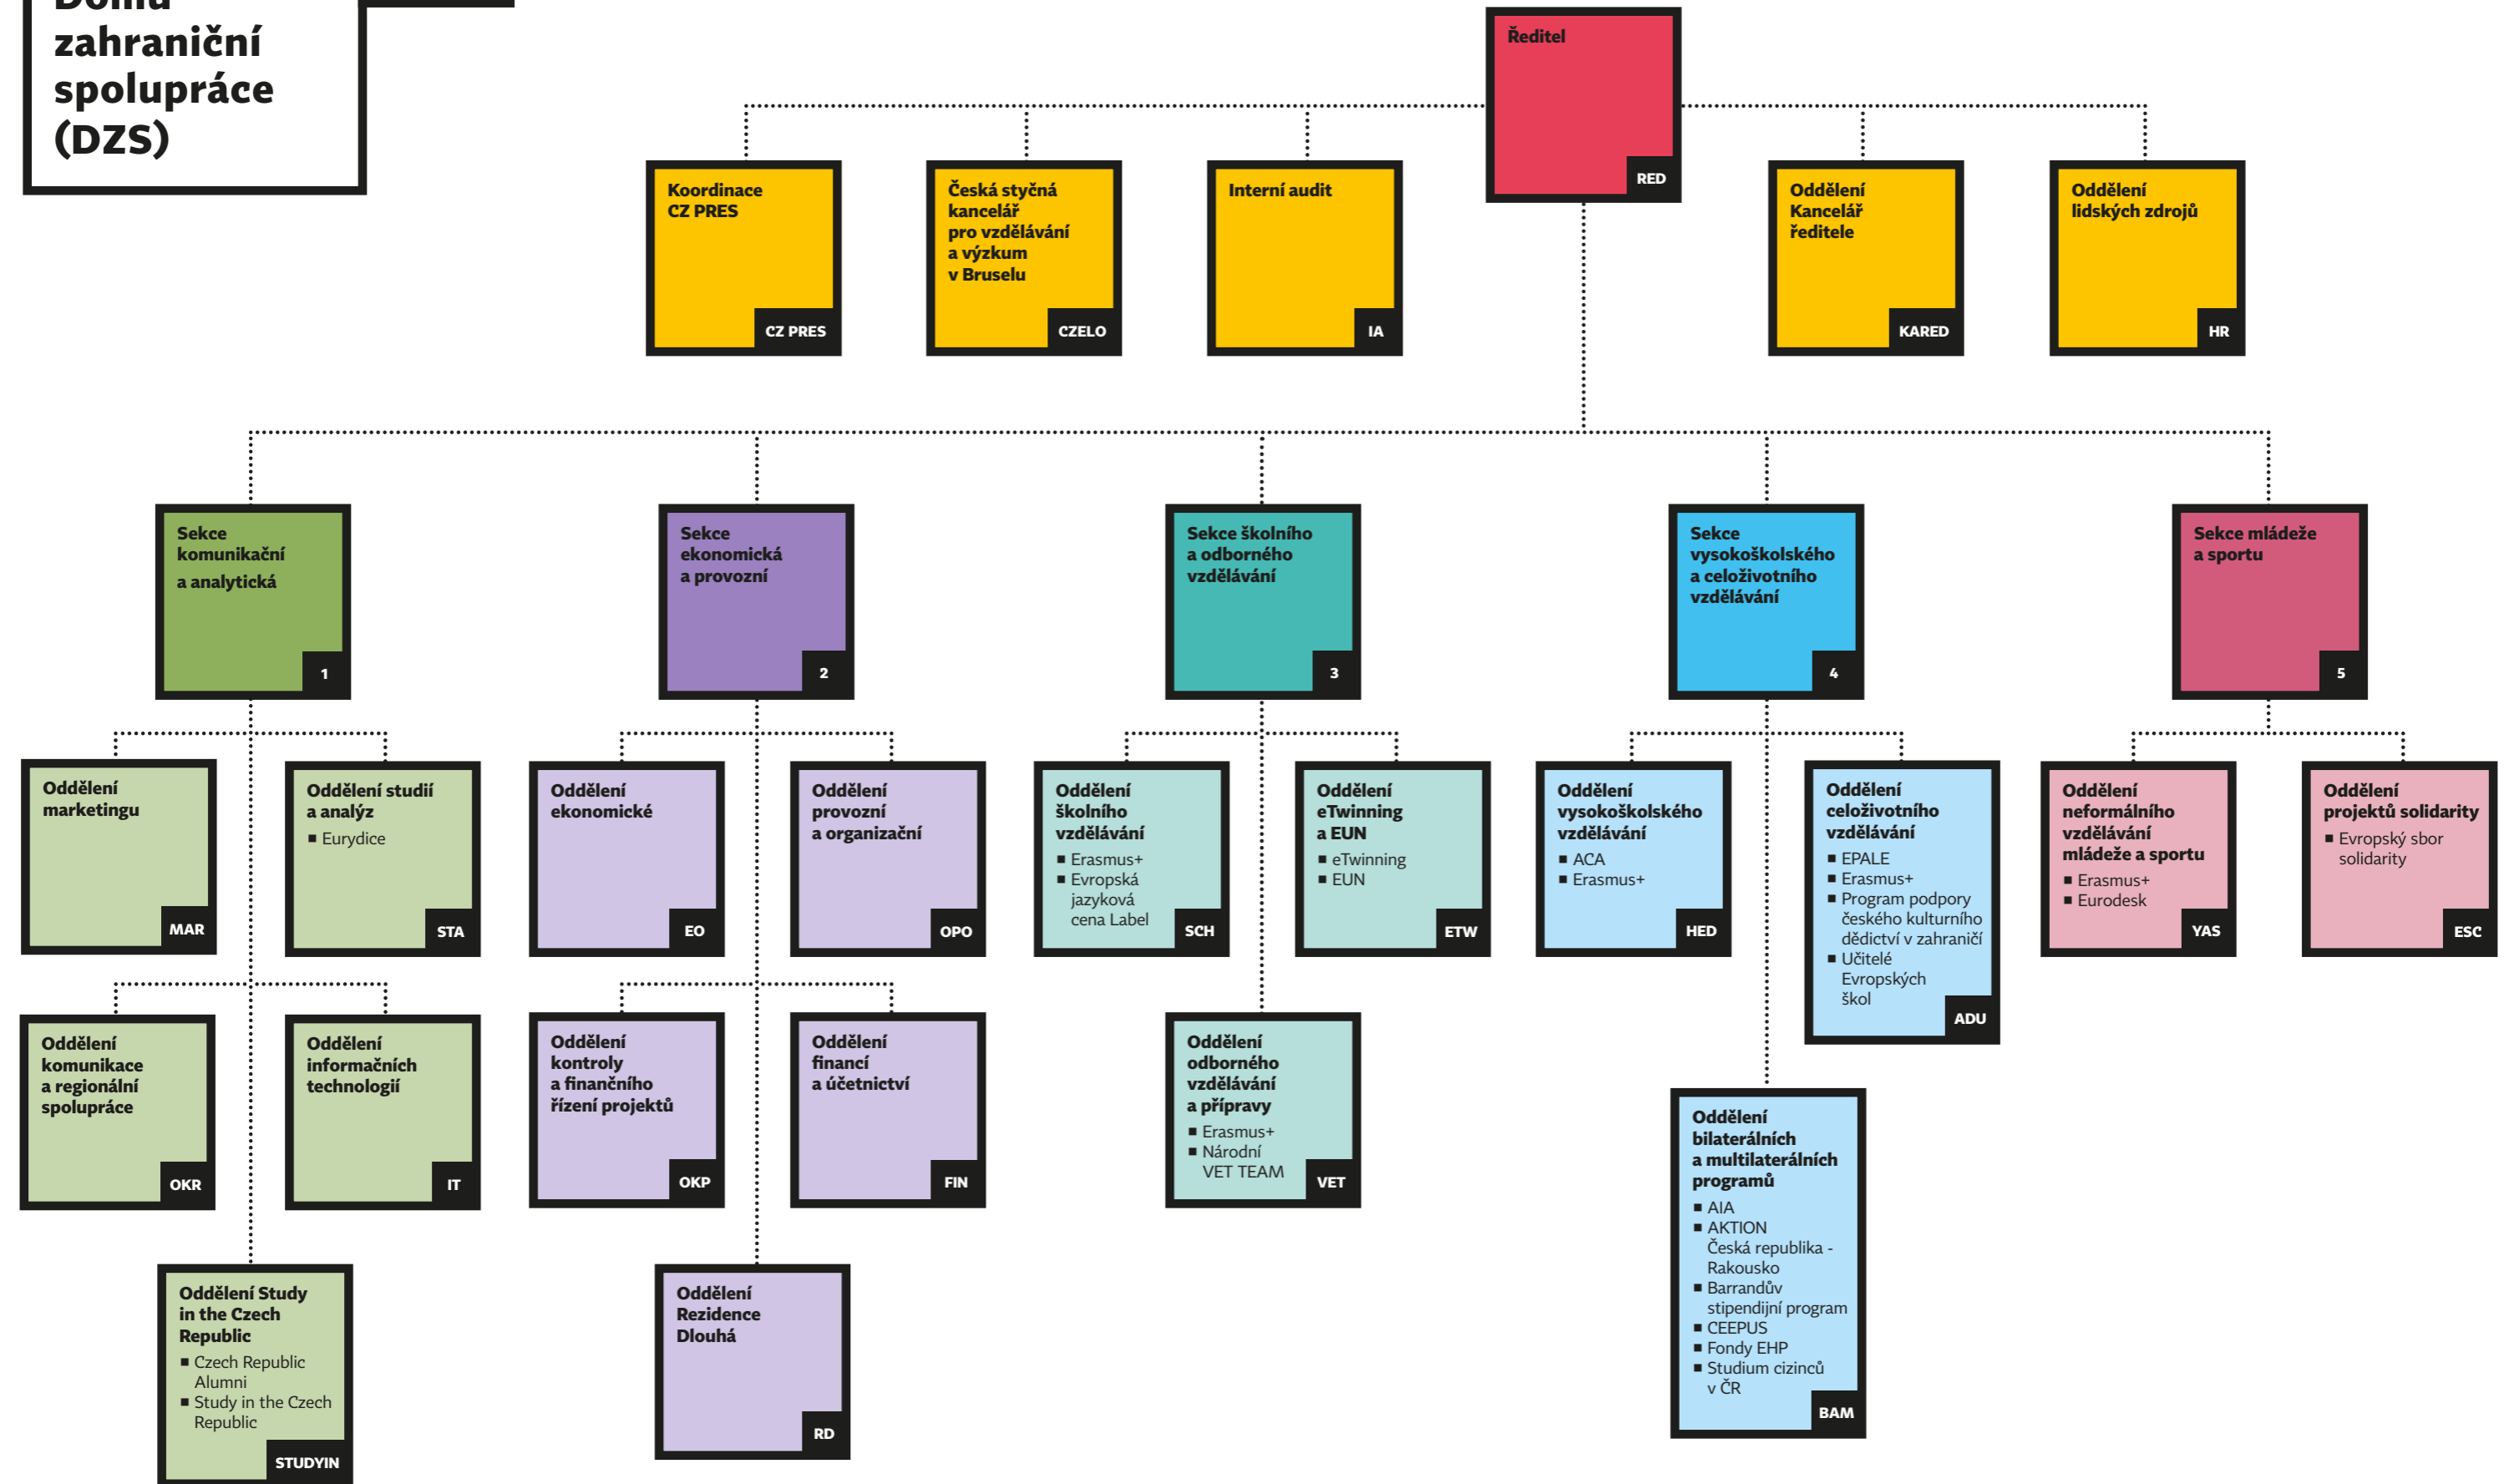 Domu
zahraniční
spolupráce
(DZS)
Ředitel
RED
Koordinace
CZ PRES
CZ PRES
Česká styčná
kancelář
pro vzdělávání
a výzkum
v Bruselu
CZELO
Interní audit
IA
Oddělení
Kancelář
ředitele
KARED
Oddělení
lidských zdrojů
HR
Sekce
komunikační
a analytická
1
Sekce
ekonomická
a provozní
2
Sekce školního
a odborného
vzdělávání
3
Sekce
vysokoškolského
a celoživotního
vzdělávání
4
Sekce mládeže
a sportu
5
Oddělení
marketingu
MAR
Oddělení studií
a analýz
■ Eurydice
STA
Oddělení
ekonomické
EO
Oddělení
provozní
a organizační
OPO
Oddělení
školního
vzdělávání
■ Erasmus+
■ Evropská
jazyková
cena Label
SCH
Oddělení
eTwinning
a EUN
■ eTwinning
■ EUN
ETW
Oddělení
vysokoškolského
vzdělávání
■ ACA
■ Erasmus+
HED
Oddělení
celoživotního
vzdělávání
■ EPALE
■ Erasmus+
■ Program podpory
českého kulturního
dědictví v zahraničí
■ Učitelé
Evropských
škol
ADU
Oddělení
neformálního
vzdělávání
mládeže a sportu
■ Erasmus+
■ Eurodesk
YAS
Oddělení
projektů solidarity
■ Evropský sbor
solidarity
ESC
Oddělení
komunikace
a regionální
spolupráce
OKR
Oddělení
informačních
technologií
IT
Oddělení
kontroly
a finančního
řízení projektů
OKP
Oddělení
financí
a účetnictví
FIN
Oddělení
odborného
vzdělávání
a přípravy
■ Erasmus+
■ Národní
VET TEAM
VET
Oddělení
bilaterálních
a multilaterálních
programů
■ AIA
■ AKTION
Česká republika -
Rakousko
■ Barrandův
stipendijní program
■ CEEPUS
■ Fondy EHP
■ Studium cizinců
v ČR
BAM
Oddělení Study
in the Czech
Republic
■ Czech Republic
Alumni
■ Study in the Czech
Republic
STUDYIN
Oddělení
Rezidence
Dlouhá
RD